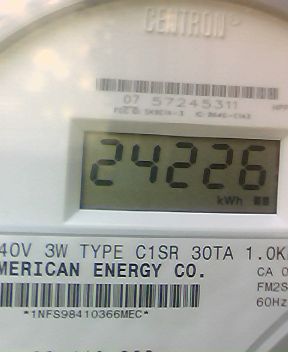 CENTRON
07 57245311
24226
kWh
40V 3W TYPE C1SR 30TA 1.0K
MERICAN ENERGY CO.
CA 0
FM2S
60Hz
*1NFS98410366MEC*